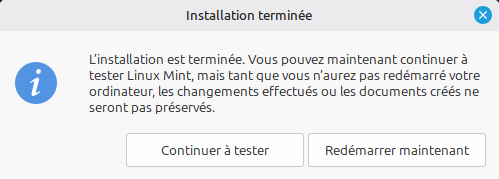 Installation terminée
L'installation est terminée. Vous pouvez maintenant continuer à
tester Linux Mint, mais tant que vous n'aurez pas redémarré votre
ordinateur, les changements effectués ou les documents créés ne
seront pas préservés.
Continuer à tester
Redémarrer maintenant